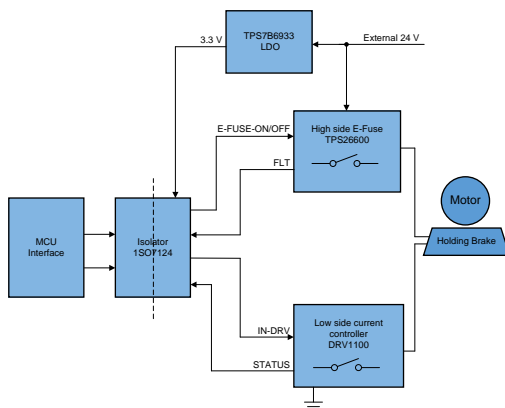 TPS7B6933
LDO
3.3 V
External 24 V
E-FUSE-ON/OFF
High side E-Fuse
TPS26600
FLT
Motor
Holding Brake
MCU
Interface
Isolator
1SO7124
IN-DRV
Low side current
controller
DRV1100
STATUS